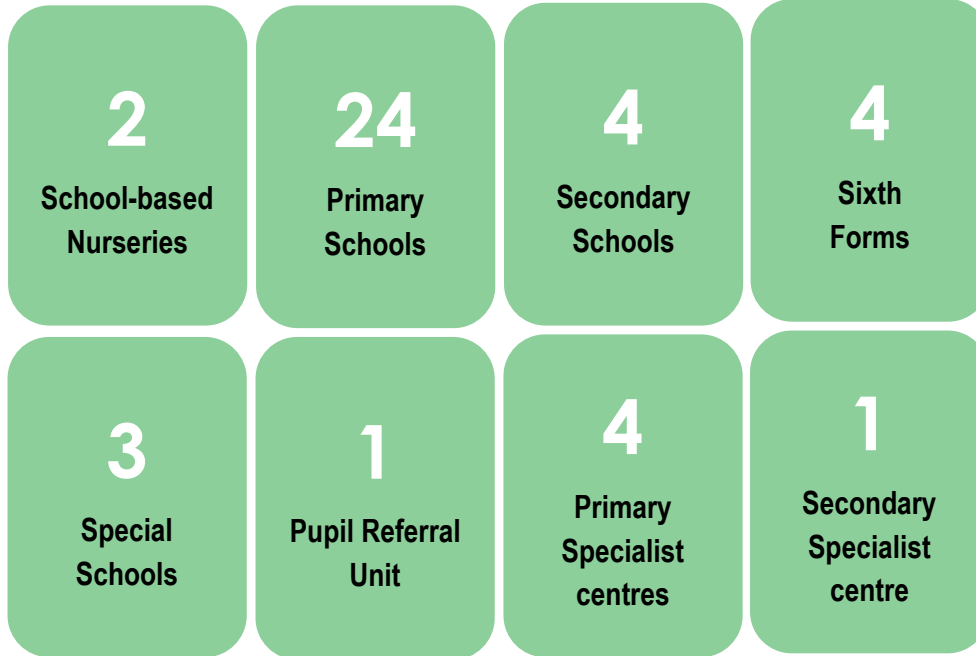 2
School-based
Nurseries
24
Primary
Schools
4
Secondary
Schools
4
Sixth
Forms
3
Special
Schools
1
Pupil Referral
Unit
4
Primary
Specialist
centres
1
Secondary
Specialist
centre